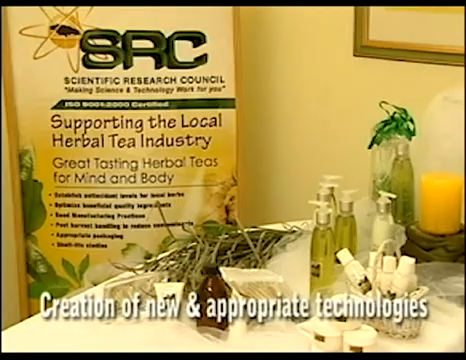 SRC
SCIENTIFIC RESEARCH COUNCIL
"Making Science & Technology Work for you"
ISO 9001:2000 Certified
Supporting the Local
Herbal Tea Industry
Great Tasting Herbal Teas
for Mind and Body
• Establish antioxidant levels for local herbs
• Optimize beneficial quality ingredients
• Good Manufacturing Practices
• Post harvest handling to reduce contaminants
• Appropriate packaging
• Shelf-life studies
Creation of new & appropriate technologies